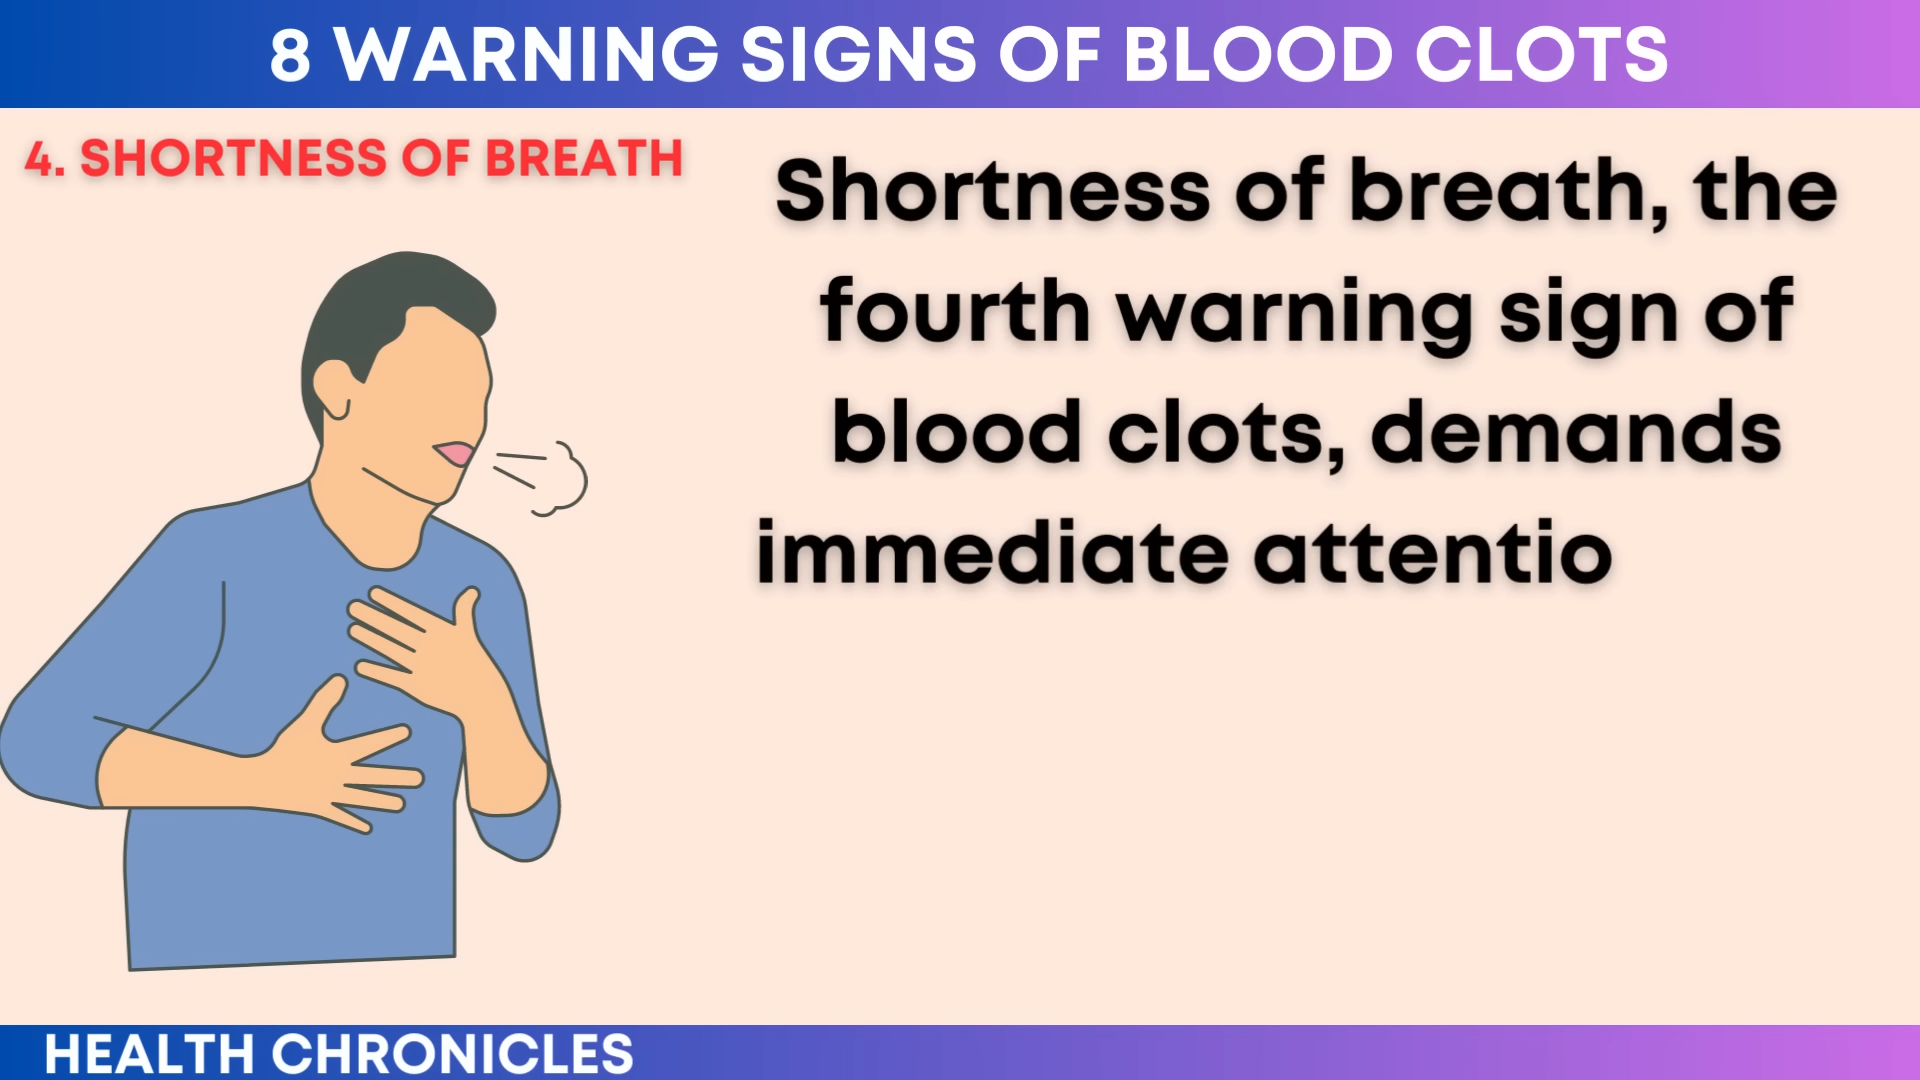 8 WARNING SIGNS OF BLOOD CLOTS
4. SHORTNESS OF BREATH
Shortness of breath, the
fourth warning sign of
blood clots, demands
immediate attentio
HEALTH CHRONICLES